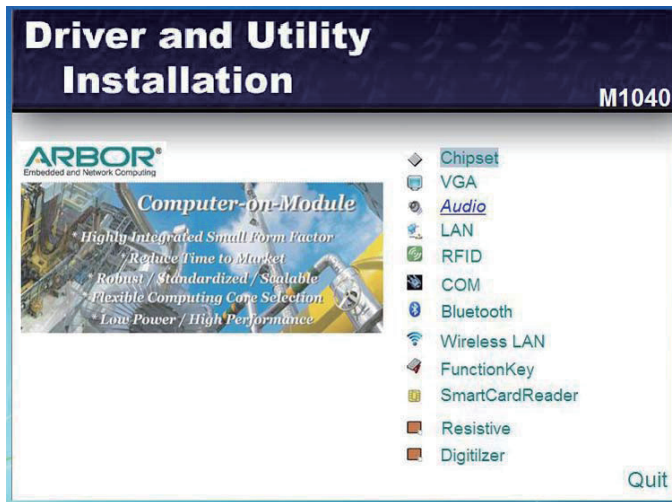 Driver and Utility
Installation
M1040
ARBOR®
Embedded and Network Computing
Computer-on-Module
* Highly Integrated Small Form Factor
* Reduce Time to Market
* Robust / Standardized / Scalable
* Flexible Computing Core Selection
* Low Power / High Performance
Chipset
VGA
Audio
LAN
RFID
COM
Bluetooth
Wireless LAN
FunctionKey
SmartCardReader
Resistive
Digitilzer
Quit